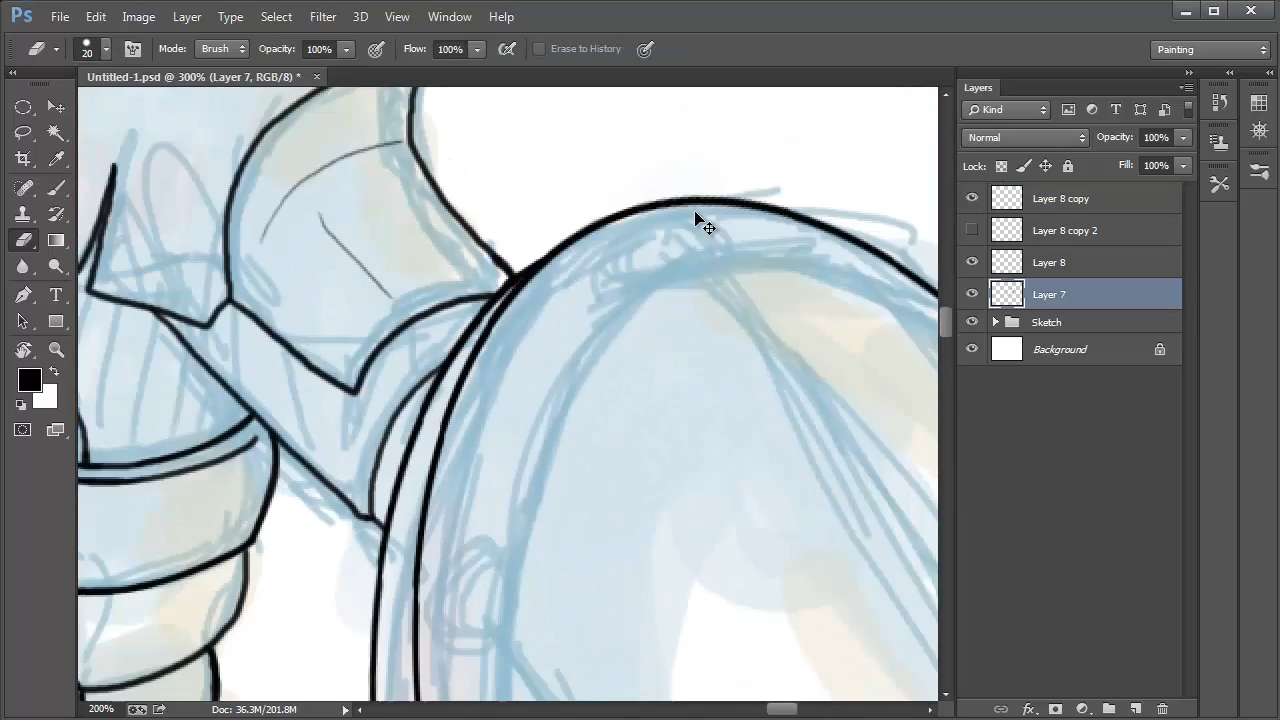 Ps File Edit Image Layer Type Select Filter 3D View Window Help
20 Mode: Brush Opacity: 100% Flow: 100% Erase to History Painting
Untitled-1.psd @ 300% (Layer 7, RGB/8) * ×
Layers
Kind
Normal Opacity: 100%
Lock: Fill: 100%
Layer 8 copy
Layer 8 copy 2
Layer 8
Layer 7
Sketch
Background
200% Doc: 36.3M/201.8M